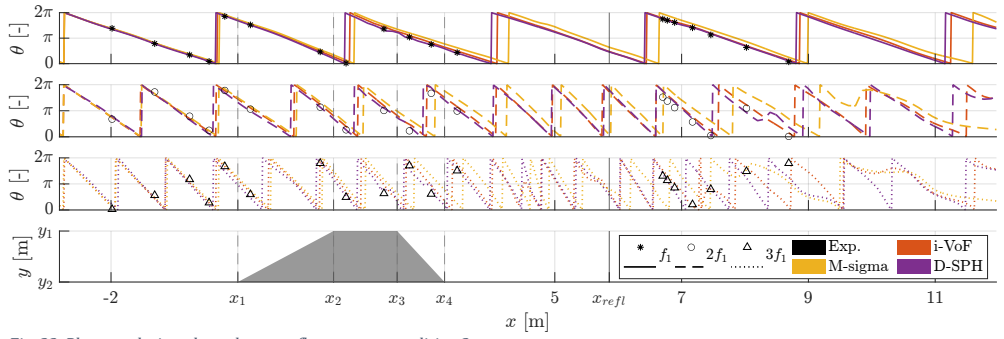 2π
θ [-] π
0
2π
θ [-] π
0
2π
θ [-] π
0
y₁
y [m]
y₂
f₁ 2f₁ 3f₁
Exp. i-VoF
M-sigma D-SPH
-2 x₁ x₂ x₃ x₄ 5 x_refl 7 9 11
x [m]